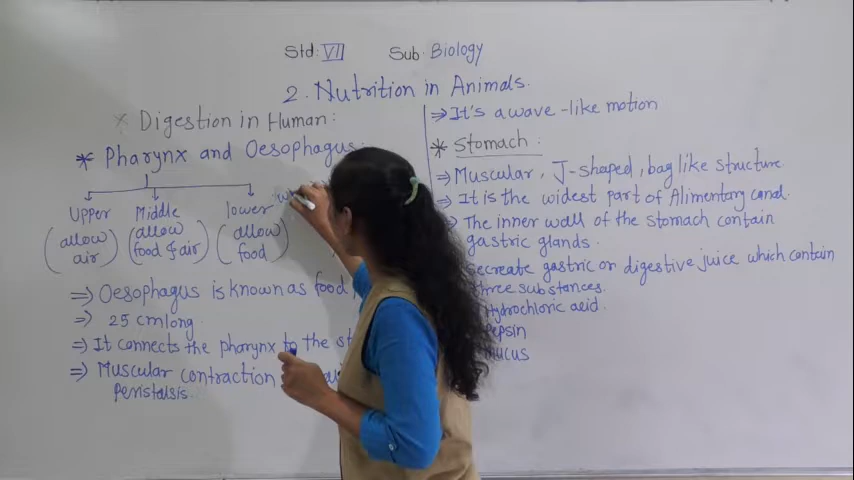 Std: VI Sub: Biology
2. Nutrition in Animals.
* Digestion in Human:
* Pharynx and Oesophagus:
Upper Middle lower
(allow air) (allow food & air) (allow food)
⇒ Oesophagus is known as food
⇒ 25 cm long.
⇒ It connects the pharynx to the
⇒ Muscular contraction
Peristalsis
⇒ It's a wave-like motion
* Stomach:
⇒ Muscular, J-shaped, bag like structure
⇒ It is the widest part of Alimentary canal.
The inner wall of the stomach contain
gastric glands.
secreate gastric or digestive juice which contain
three substances.
Hydrochloric acid.
Pepsin
mucus